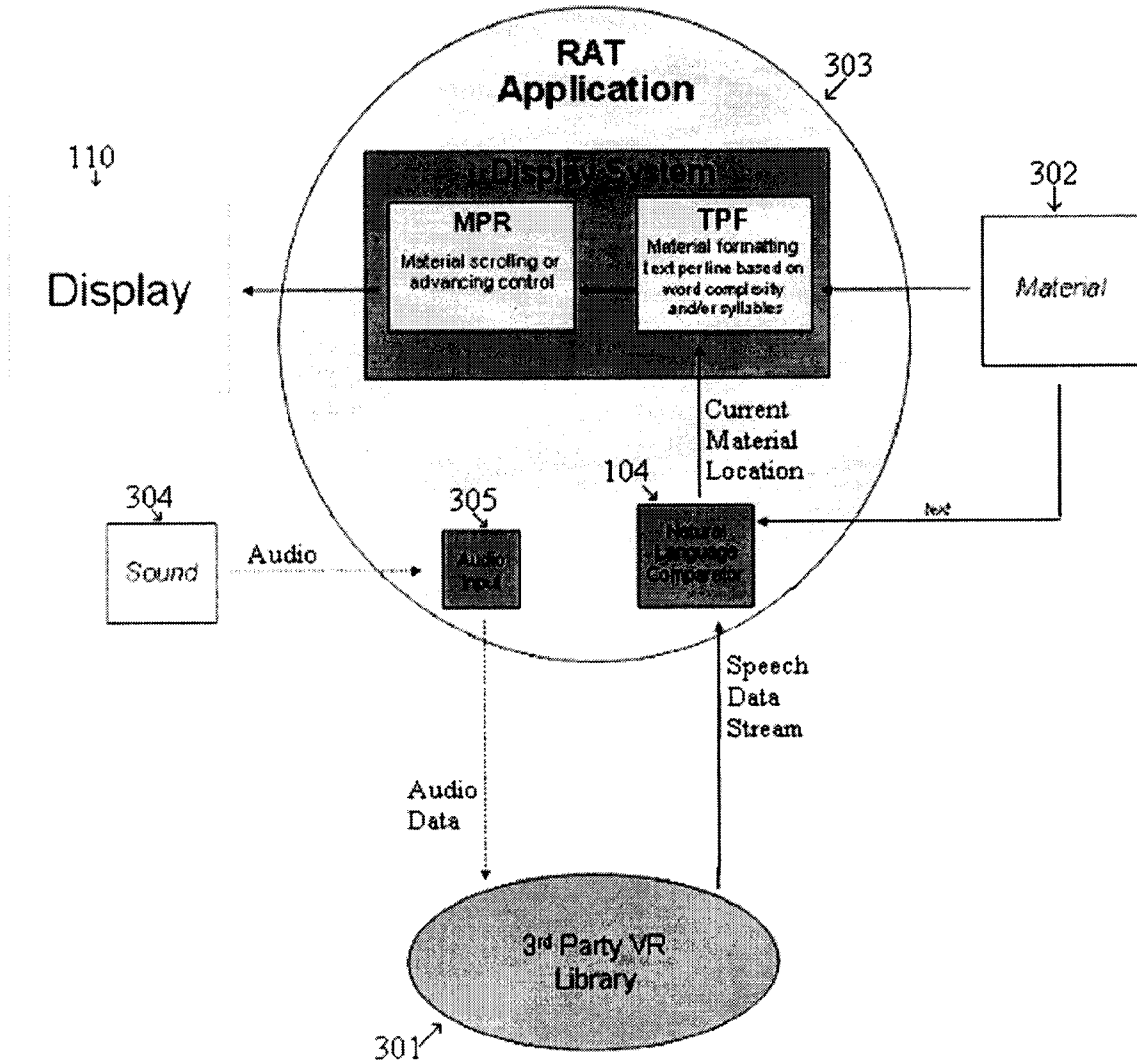 RAT
Application
303
110
Display System
302
MPR
Material scrolling or
advancing control
TPF
Material formatting
text per line based on
word complexity
and/or syllables
Display
Material
Current
Material
Location
104
304
305
text
Sound
Audio
Audio
Input
Natural
Language
Comparator
Speech
Data
Stream
Audio
Data
3rd Party VR
Library
301